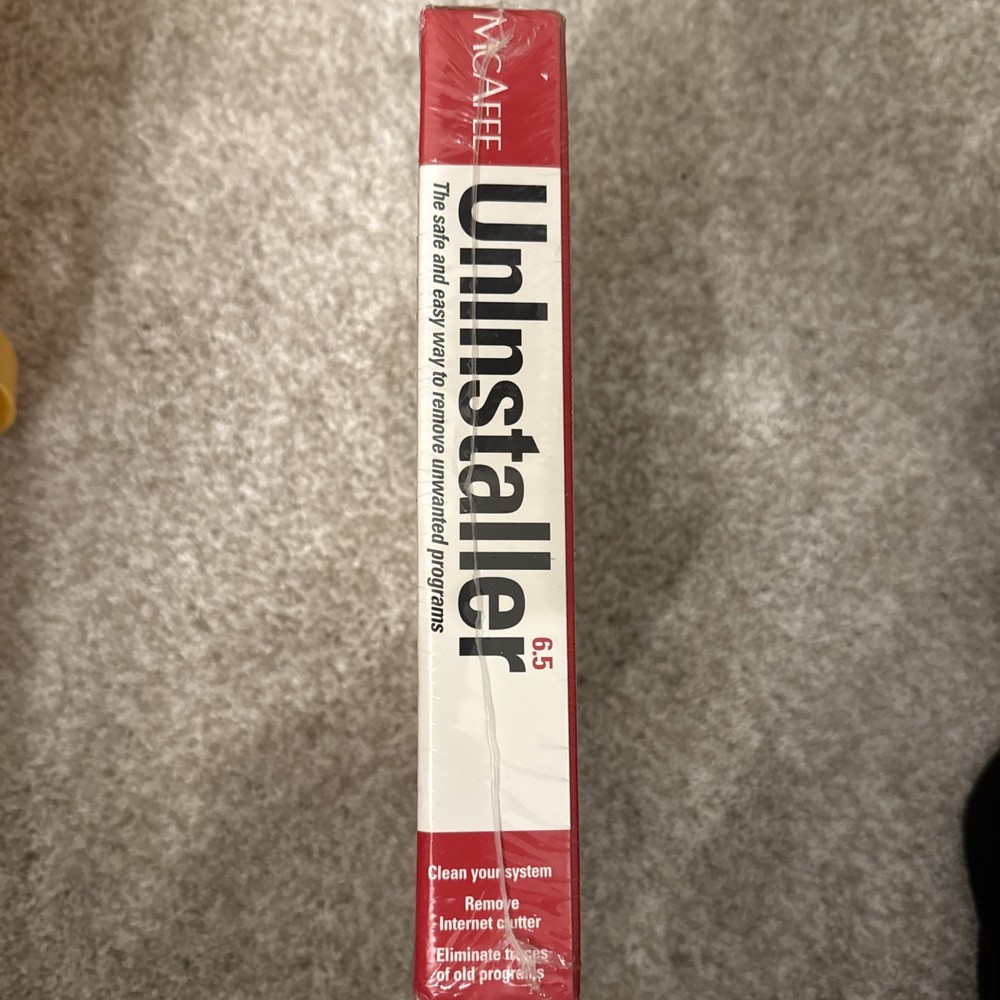 McAFEE
UnInstaller 6.5
The safe and easy way to remove unwanted programs
Clean your system
Remove
Internet clutter
Eliminate traces
of old programs